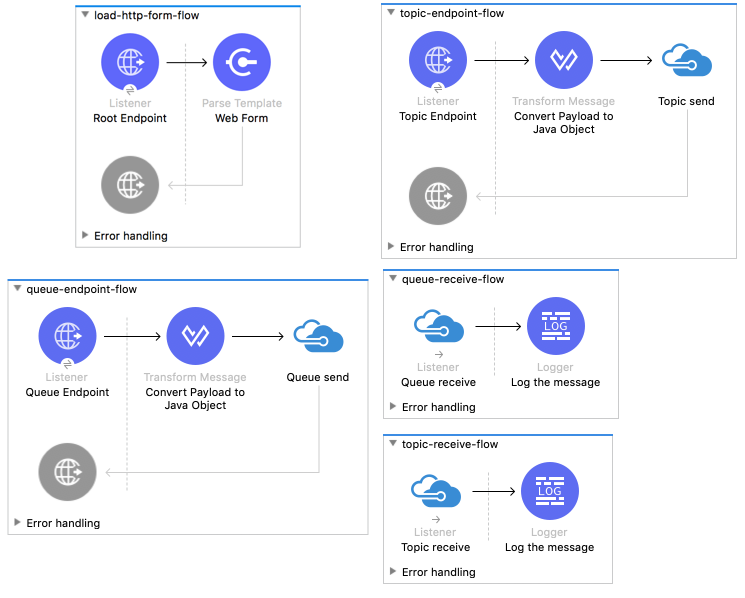 load-http-form-flow
Listener
Root Endpoint
Parse Template
Web Form
Error handling
topic-endpoint-flow
Listener
Topic Endpoint
Transform Message
Convert Payload to
Java Object
Topic send
Error handling
queue-endpoint-flow
Listener
Queue Endpoint
Transform Message
Convert Payload to
Java Object
Queue send
Error handling
queue-receive-flow
LOG
Listener
Queue receive
Logger
Log the message
Error handling
topic-receive-flow
LOG
Listener
Topic receive
Logger
Log the message
Error handling